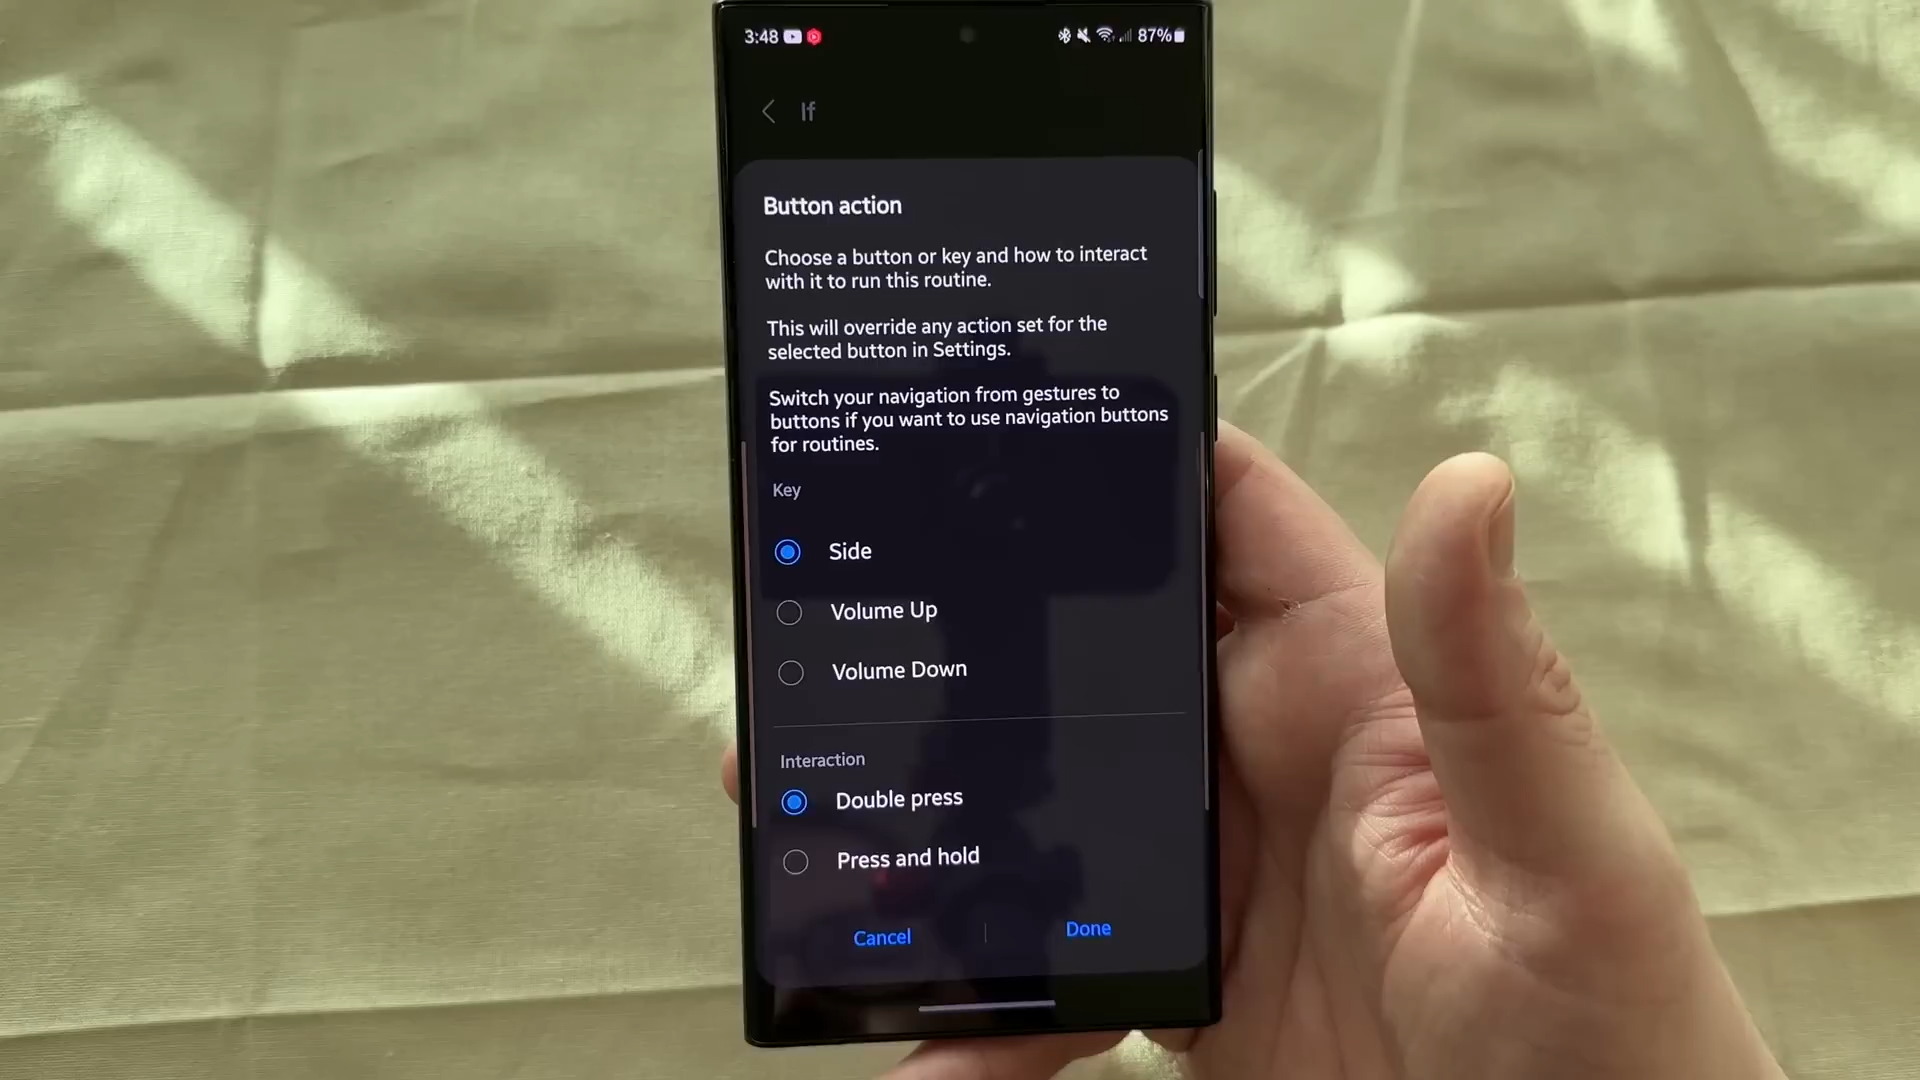 3:48 87%
If
Button action
Choose a button or key and how to interact
with it to run this routine.
This will override any action set for the
selected button in Settings.
Switch your navigation from gestures to
buttons if you want to use navigation buttons
for routines.
Key
Side
Volume Up
Volume Down
Interaction
Double press
Press and hold
Cancel
Done